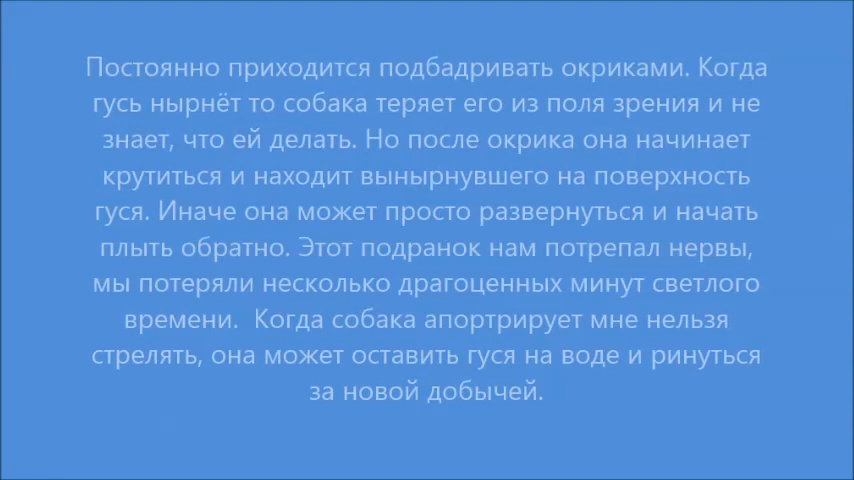 Постоянно приходится подбадривать окриками. Когда
гусь нырнёт то собака теряет его из поля зрения и не
знает, что ей делать. Но после окрика она начинает
крутиться и находит вынырнувшего на поверхность
гуся. Иначе она может просто развернуться и начать
плыть обратно. Этот подранок нам потрепал нервы,
мы потеряли несколько драгоценных минут светлого
времени.  Когда собака апортрирует мне нельзя
стрелять, она может оставить гуся на воде и ринуться
за новой добычей.